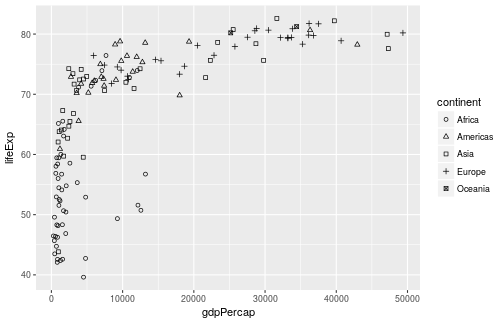 80
70
60
50
40
lifeExp
0
10000
20000
30000
40000
50000
gdpPercap
continent
Africa
Americas
Asia
Europe
Oceania